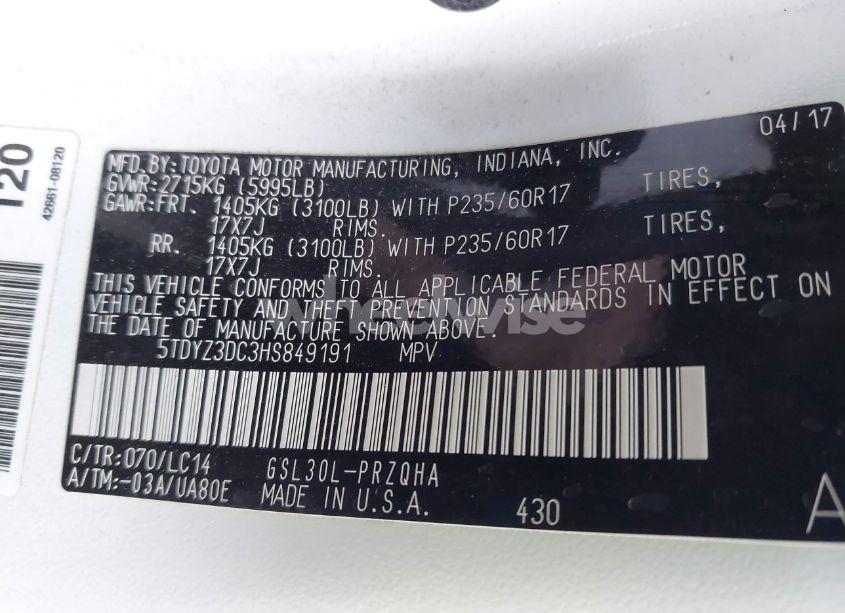 04/17
MFD. BY: TOYOTA MOTOR MANUFACTURING, INDIANA, INC.
GVWR: 2715KG (5995LB)
GAWR: FRT. 1405KG (3100LB) WITH P235/60R17 TIRES,
17X7J RIMS.
RR. 1405KG (3100LB) WITH P235/60R17 TIRES,
17X7J RIMS.
THIS VEHICLE CONFORMS TO ALL APPLICABLE FEDERAL MOTOR
VEHICLE SAFETY AND THEFT PREVENTION STANDARDS IN EFFECT ON
THE DATE OF MANUFACTURE SHOWN ABOVE.
5TDYZ3DC3HS849191 MPV
C/TR: 070/LC14 GSL30L-PRZQHA
A/TM: -03A/UA80E MADE IN U.S.A. 430
A
120
42661-08120
wheelwise